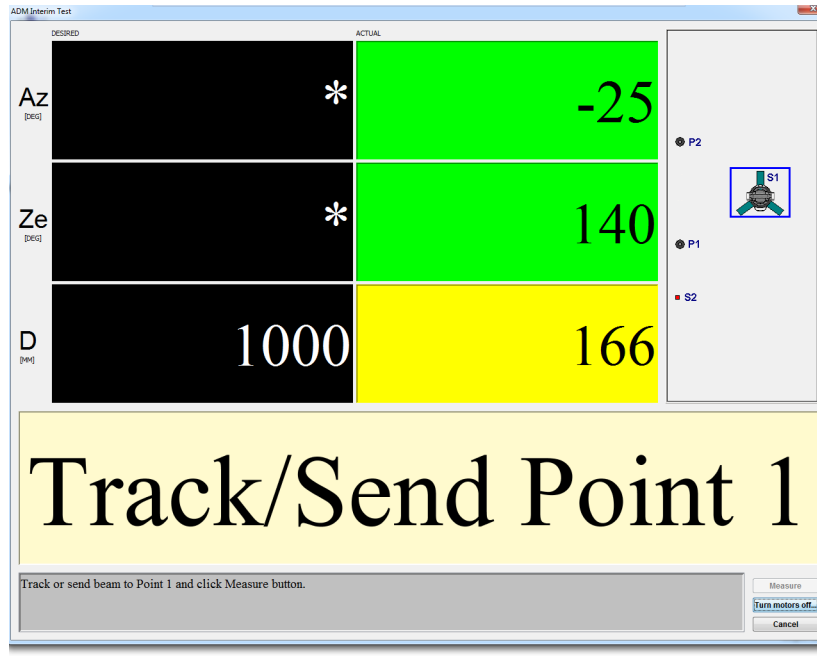 ADM Interim Test
DESIRED ACTUAL
Az * -25
[DEG]
P2
S1
Ze * 140
[DEG]
P1
S2
D 1000 166
[MM]
Track/Send Point 1
Track or send beam to Point 1 and click Measure button.
Measure
Turn motors off...
Cancel